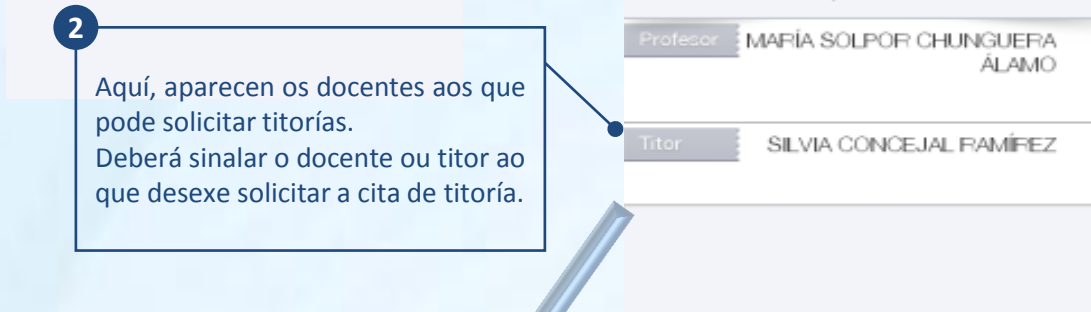 2
Aquí, aparecen os docentes aos que
pode solicitar titorías.
Deberá sinalar o docente ou titor ao
que desexe solicitar a cita de titoría.
Profesor MARÍA SOLPOR CHUNGUERA
ÁLAMO
Titor SILVIA CONCEJAL RAMÍREZ